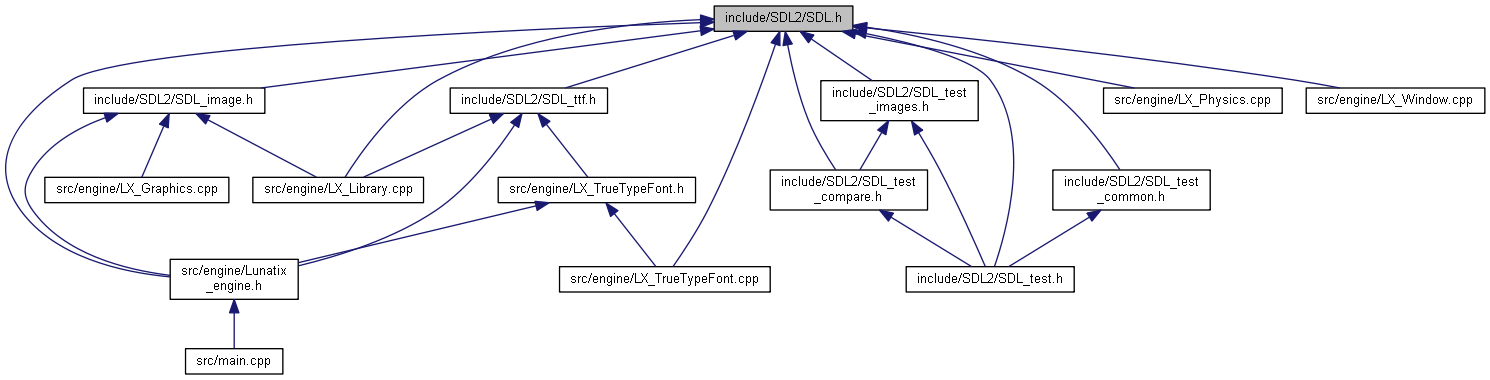 include/SDL2/SDL.h
include/SDL2/SDL_image.h
include/SDL2/SDL_ttf.h
include/SDL2/SDL_test
_images.h
src/engine/LX_Physics.cpp
src/engine/LX_Window.cpp
src/engine/LX_Graphics.cpp
src/engine/LX_Library.cpp
src/engine/LX_TrueTypeFont.h
include/SDL2/SDL_test
_compare.h
include/SDL2/SDL_test
_common.h
src/engine/Lunatix
_engine.h
src/engine/LX_TrueTypeFont.cpp
include/SDL2/SDL_test.h
src/main.cpp